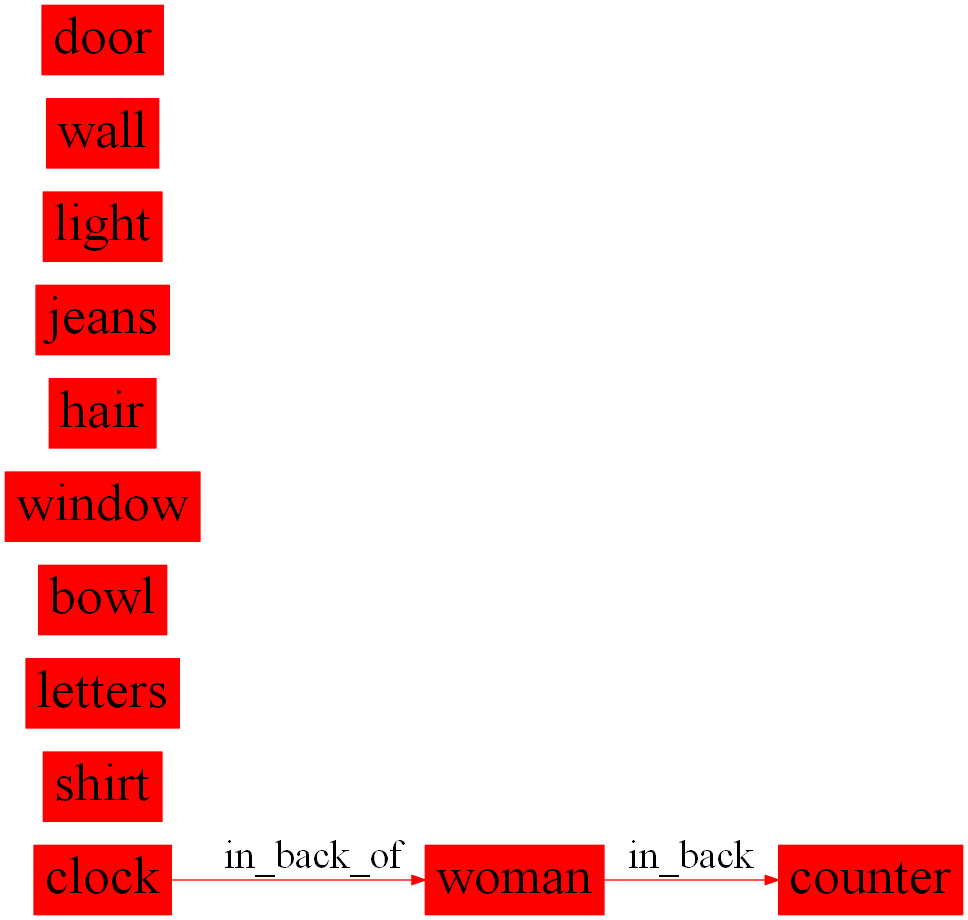 door
wall
light
jeans
hair
window
bowl
letters
shirt
clock in_back_of woman in_back counter